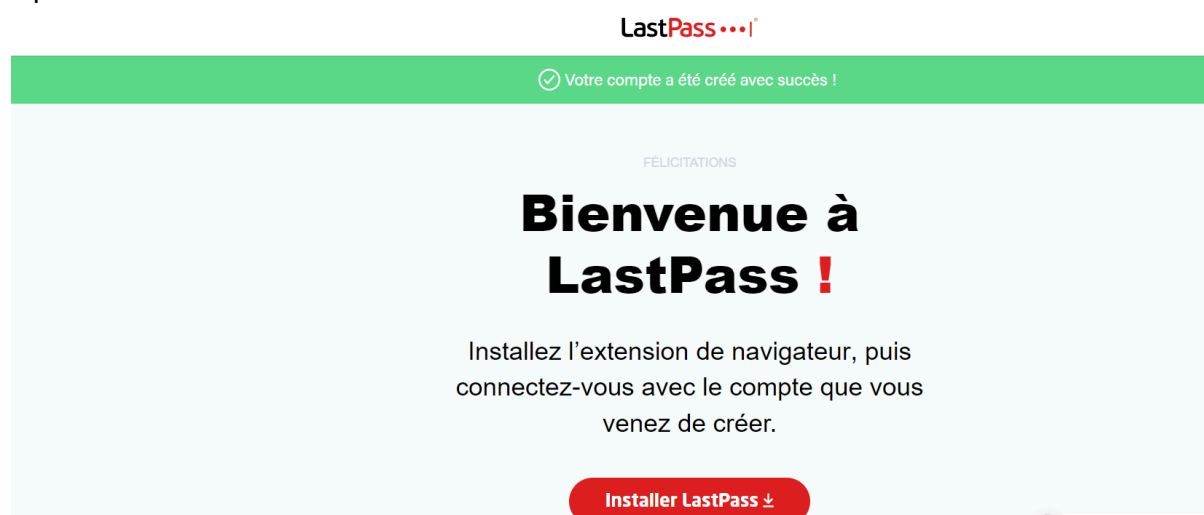 LastPass
Votre compte a été créé avec succès !
FÉLICITATIONS
Bienvenue à
LastPass !
Installez l’extension de navigateur, puis
connectez-vous avec le compte que vous
venez de créer.
Installer LastPass